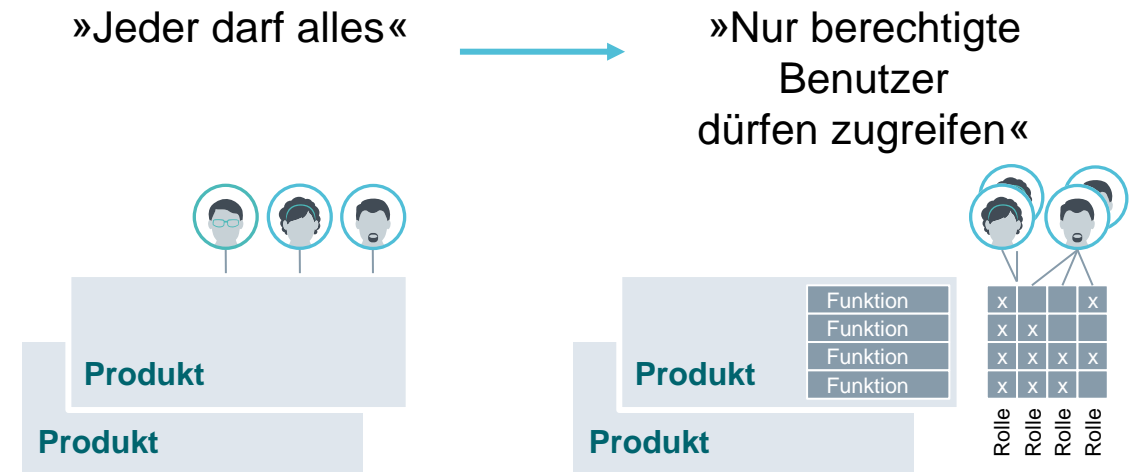 »Jeder darf alles«
»Nur berechtigte
Benutzer
dürfen zugreifen«
Produkt
Produkt
Produkt
Produkt
Funktion x x
Funktion x x
Funktion x x x x
Funktion x x x
Rolle
Rolle
Rolle
Rolle